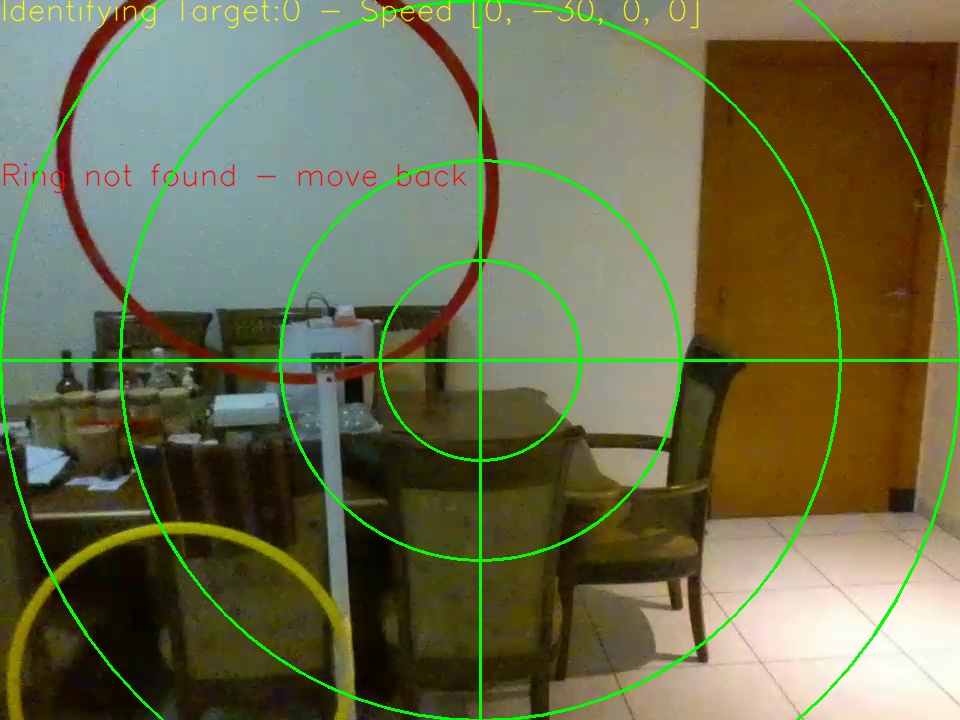 Identifying Target:0 - Speed [0, -30, 0, 0]
Ring not found - move back